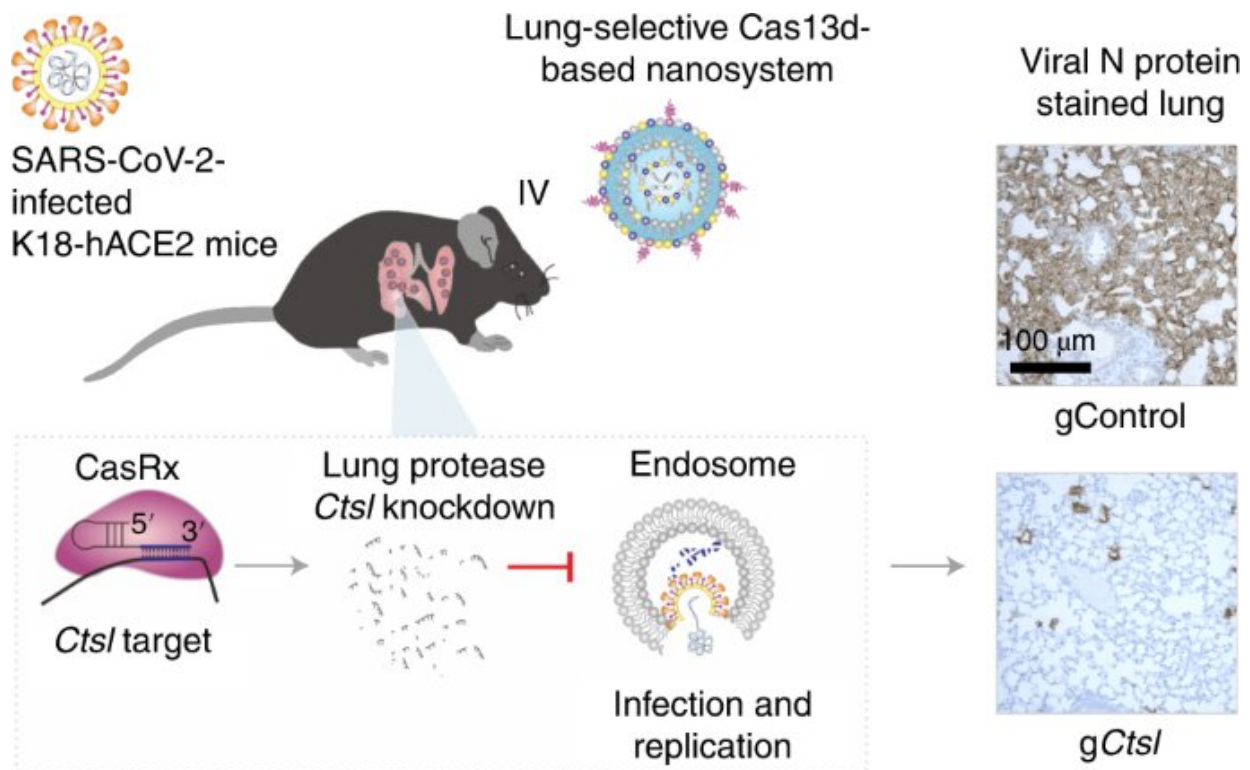 SARS-CoV-2-
infected
K18-hACE2 mice
Lung-selective Cas13d-
based nanosystem
IV
Viral N protein
stained lung
100 μm
gControl
CasRx
5′
3′
Ctsl target
Lung protease
Ctsl knockdown
Endosome
Infection and
replication
gCtsl